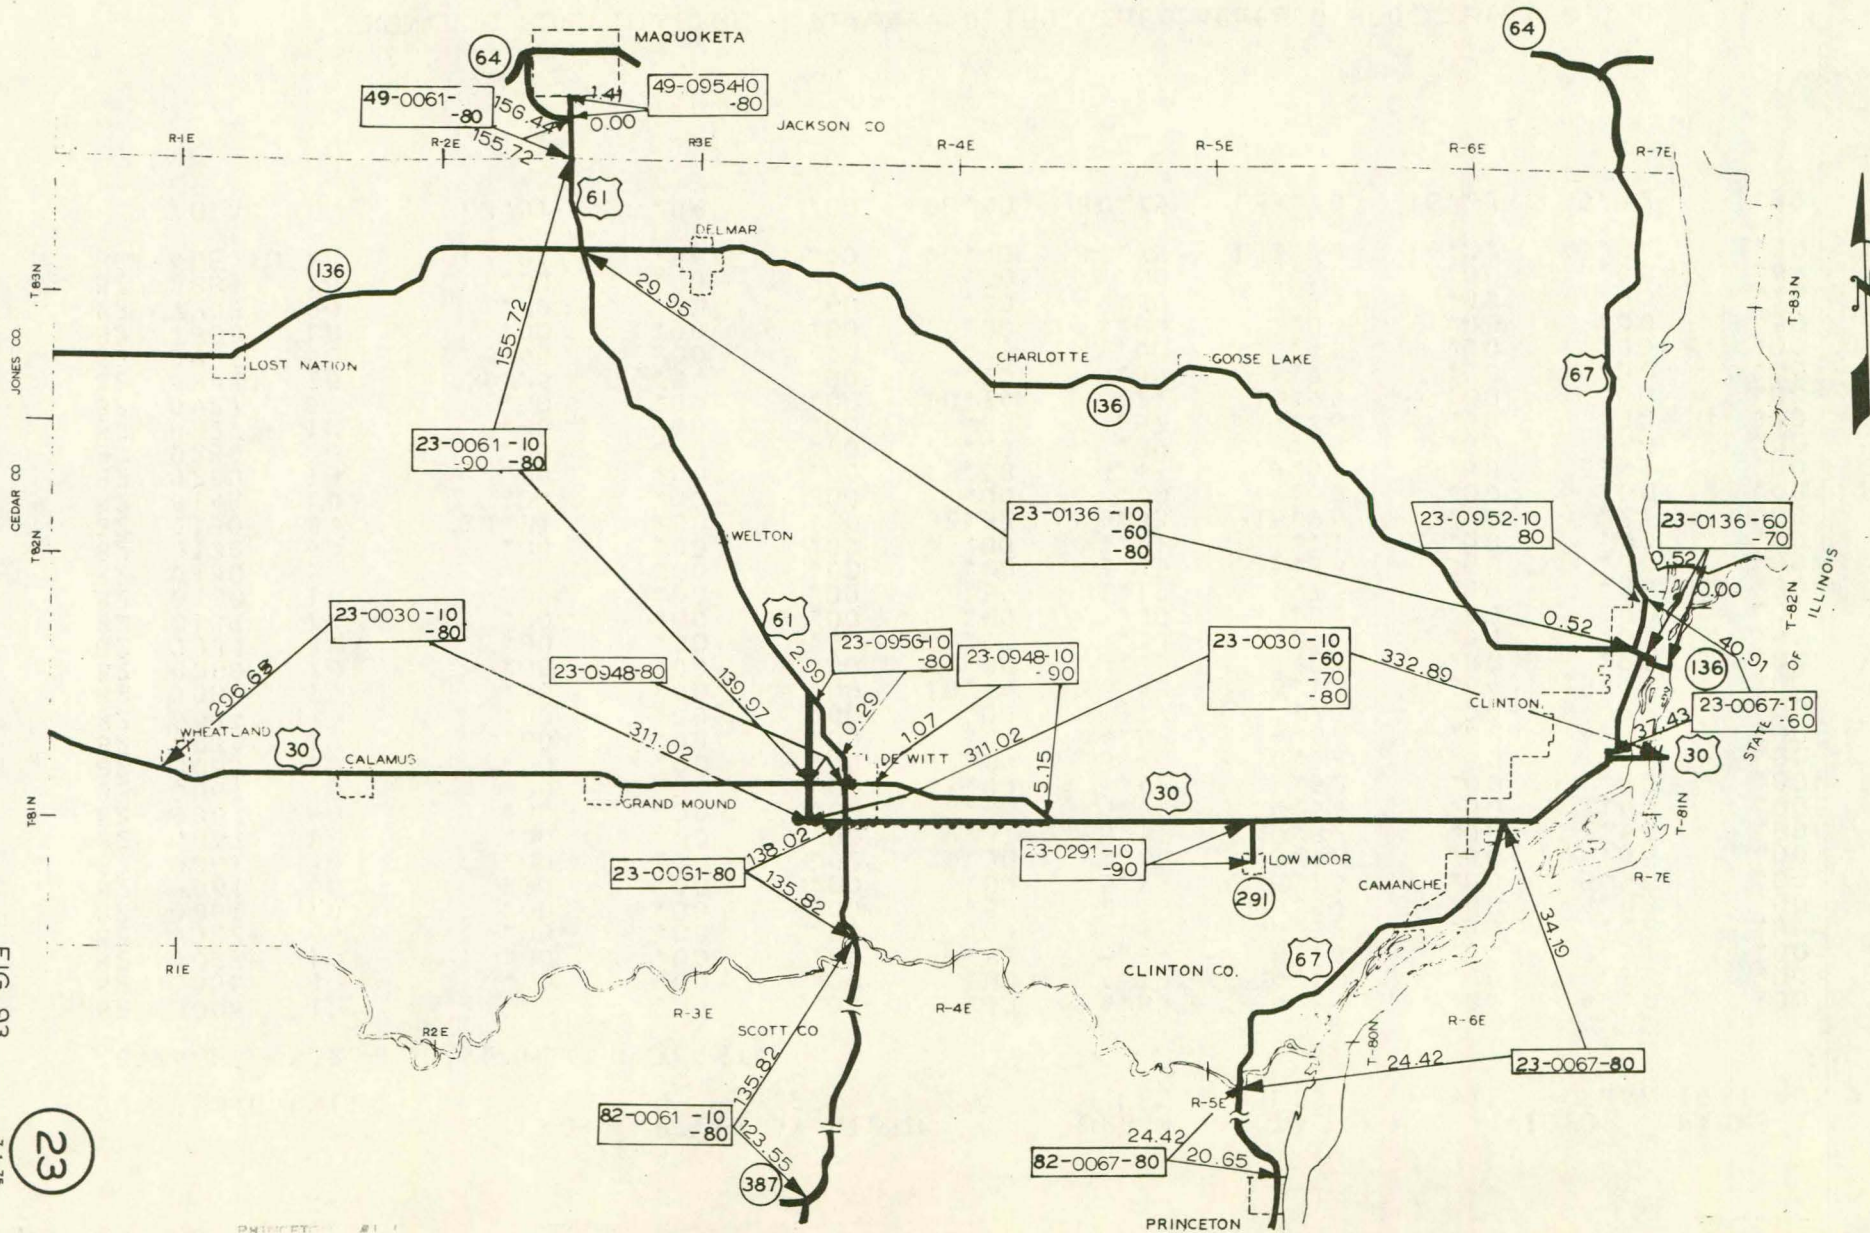 64
MAQUOKETA
49-0061-
-80
156.44
155.72
1.41
0.00
49-0954-10
-80
JACKSON CO
64
R-1E
R-2E
R3E
R-4E
R-5E
R-6E
R-7E
61
136
DELMAR
29.95
155.72
T83N
JONES CO.
CEDAR CO
T82N
T-81N
LOST NATION
CHARLOTTE
136
GOOSE LAKE
67
T-83N
23-0061 -10
-90 -80
WELTON
23-0136 -10
-60
-80
23-0952-10
80
23-0136-60
-70
0.52
0.00
T-82N
ILLINOIS
OF
STATE
23-0030 -10
-80
61
2.99
23-0956-10
-80
23-0948-10
-90
23-0030 -10
-60
-70
-80
332.89
0.52
40.91
136
23-0067-10
-60
37.43
CLINTON
23-0948-80
139.97
0.29
1.07
311.02
5.15
WHEATLAND
30
311.02
CALAMUS
GRAND MOUND
DE WITT
30
30
T-81N
138.02
23-0061-80
135.82
23-0291-10
-90
LOW MOOR
291
CAMANCHE
R-7E
34.19
R1E
R2E
R-3E
SCOTT CO
R-4E
CLINTON CO.
67
R-6E
T-80N
24.42
23-0067-80
R-5E
135.82
82-0061 -10
-80
123.55
387
24.42
82-0067-80
20.65
PRINCETON
FIG. 93
23